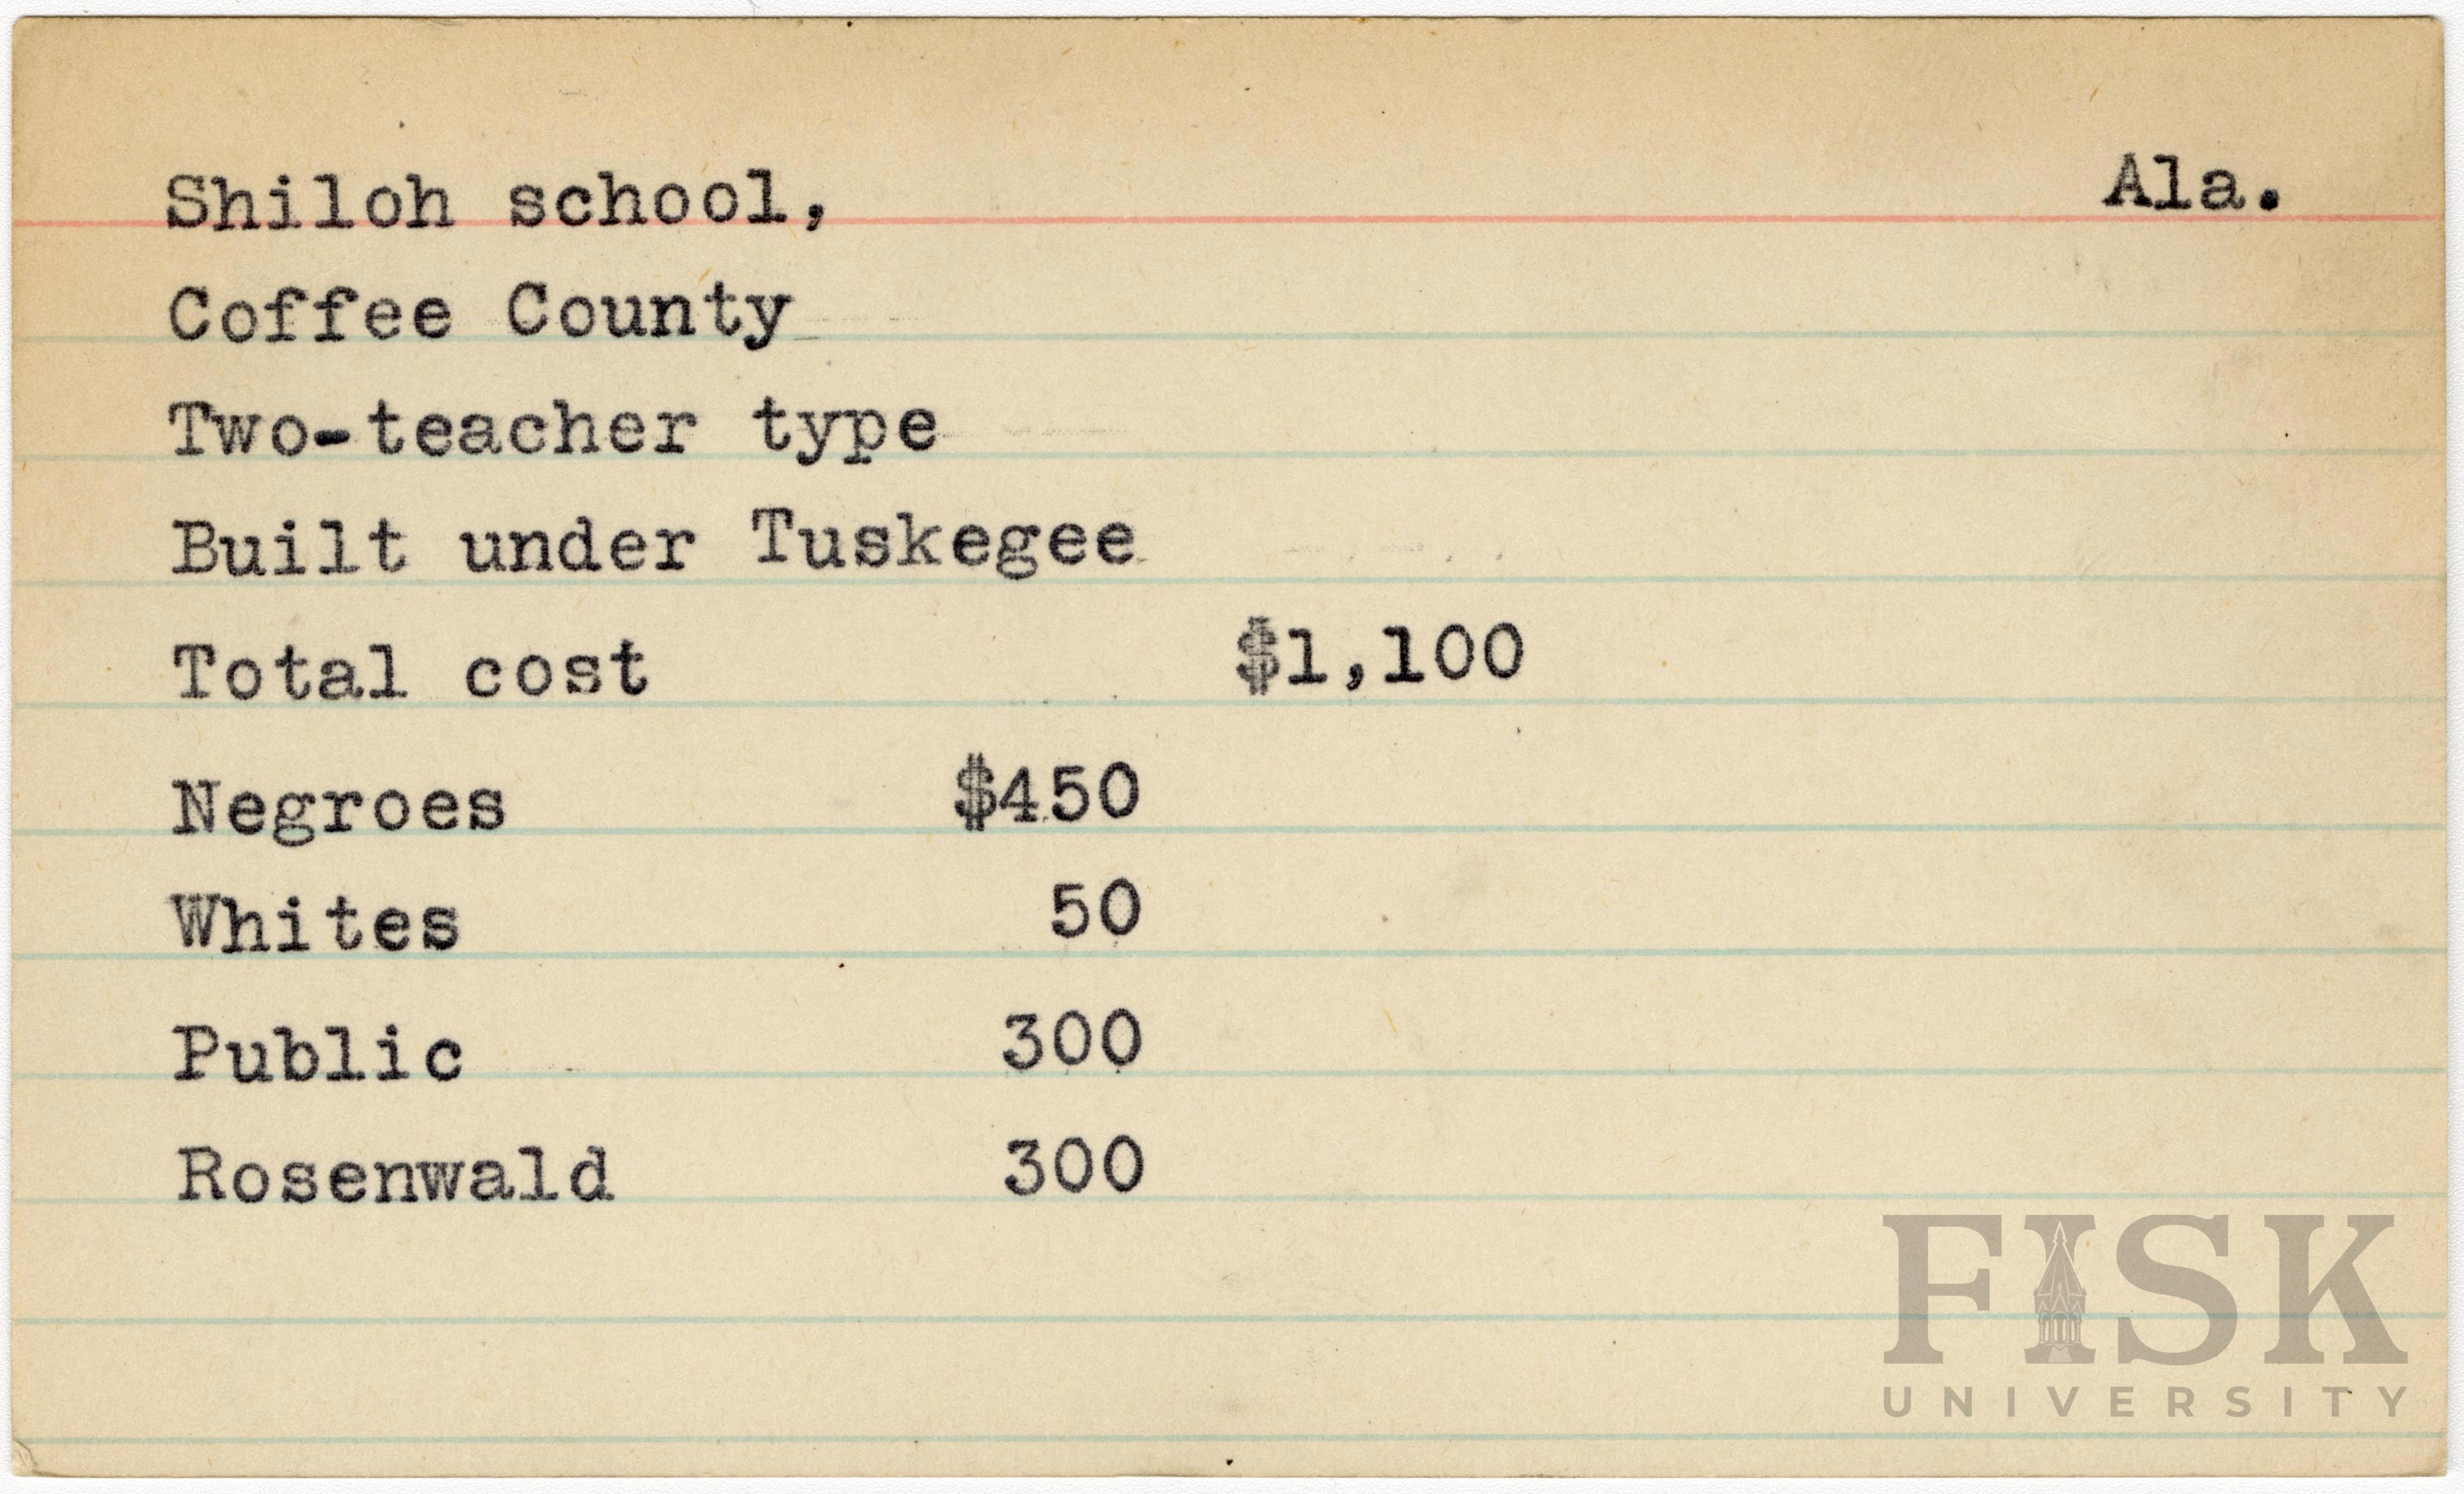 Shiloh school, Ala.
Coffee County
Two-teacher type
Built under Tuskegee
Total cost $1,100
Negroes $450
Whites 50
Public 300
Rosenwald 300
FISK
UNIVERSITY